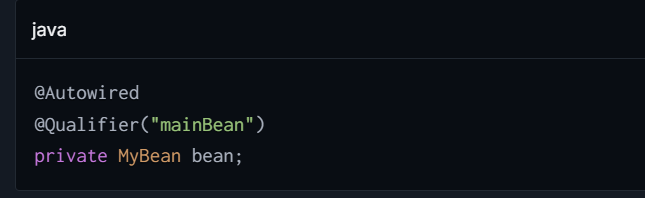 java
@Autowired
@Qualifier("mainBean")
private MyBean bean;